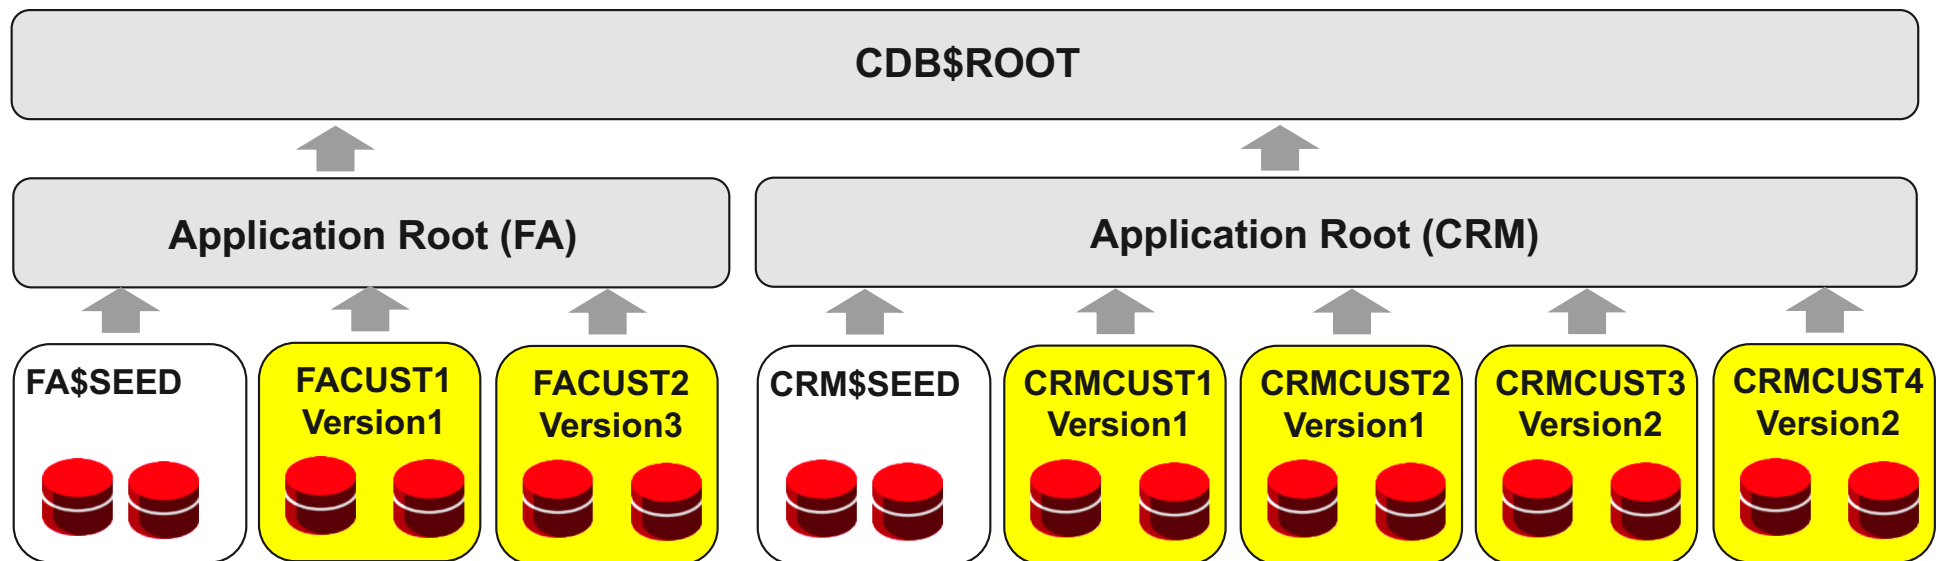 CDB$ROOT
Application Root (FA)
Application Root (CRM)
FA$SEED
FACUST1
Version1
FACUST2
Version3
CRM$SEED
CRMCUST1
Version1
CRMCUST2
Version1
CRMCUST3
Version2
CRMCUST4
Version2